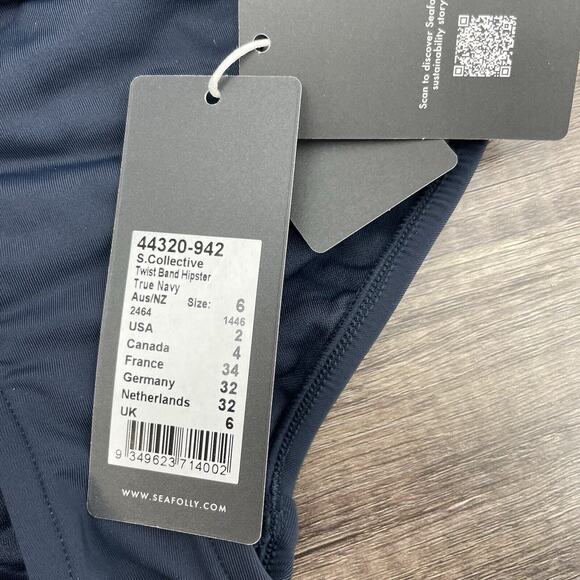 Scan to discover Seafolly
sustainability story
44320-942
S.Collective
Twist Band Hipster
True Navy
Aus/NZ Size: 6
2464 1446
USA 2
Canada 4
France 34
Germany 32
Netherlands 32
UK 6
9 349623 714002
WWW.SEAFOLLY.COM